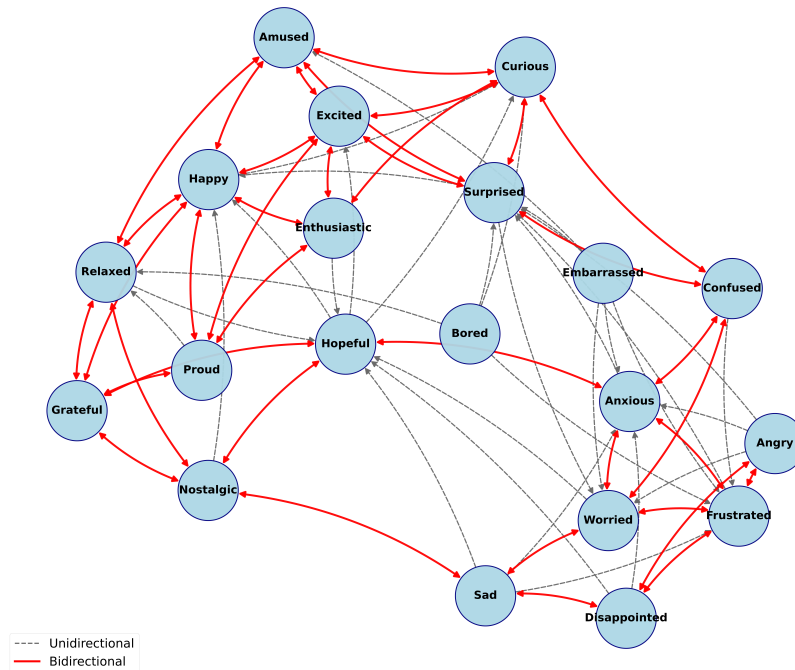 Amused
Curious
Excited
Happy
Surprised
Enthusiastic
Relaxed
Embarrassed
Confused
Bored
Hopeful
Proud
Anxious
Grateful
Angry
Nostalgic
Worried
Frustrated
Sad
Disappointed
Unidirectional
Bidirectional